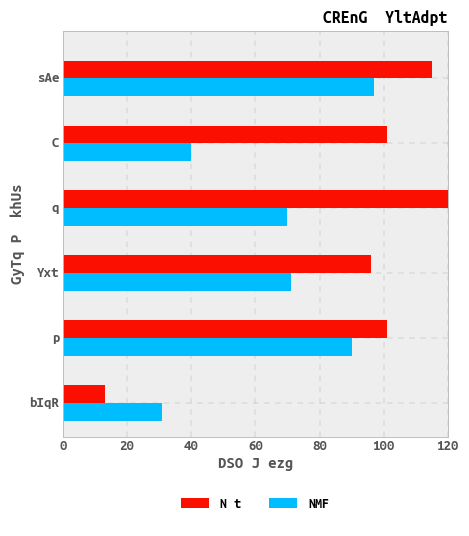 CREnG  YltAdpt
sAe
C
q
Yxt
p
bIqR
GyTq P  khUs
0 20 40 60 80 100 120
DSO J ezg
N t NMF